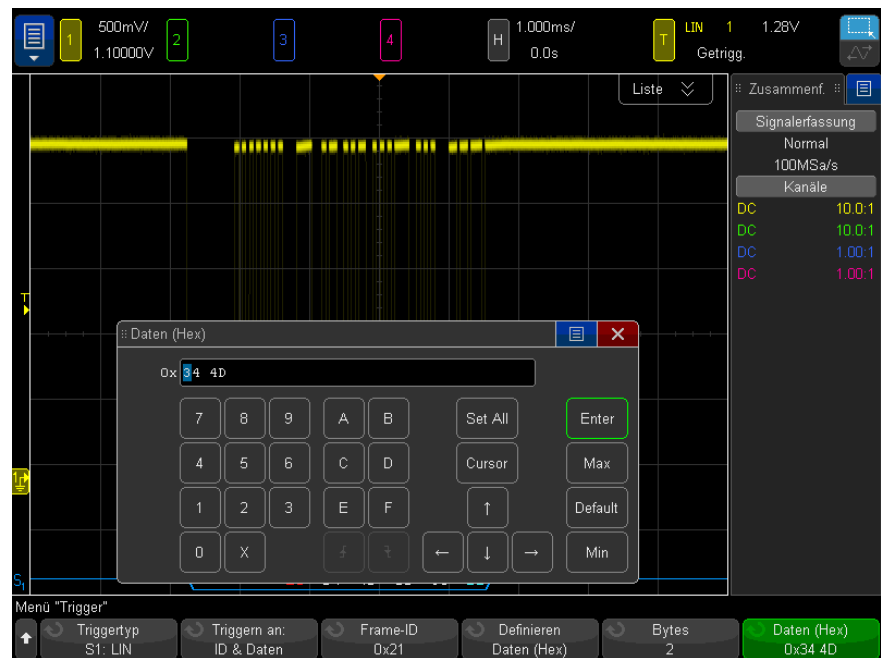 1 500mV/ 2 3 4 H 1.000ms/ T LIN 1 1.28V
1.10000V 0.0s Getrigg.
Liste
Zusammenf.
Signalerfassung
Normal
100MSa/s
Kanäle
DC 10.0:1
DC 10.0:1
DC 1.00:1
DC 1.00:1
T
Daten (Hex)
0x 34 4D
7 8 9 A B Set All Enter
4 5 6 C D Cursor Max
1 2 3 E F ↑ Default
0 X ← ↓ → Min
S1
Menü "Trigger"
Triggertyp Triggern an: Frame-ID Definieren Bytes Daten (Hex)
S1: LIN ID & Daten 0x21 Daten (Hex) 2 0x34 4D